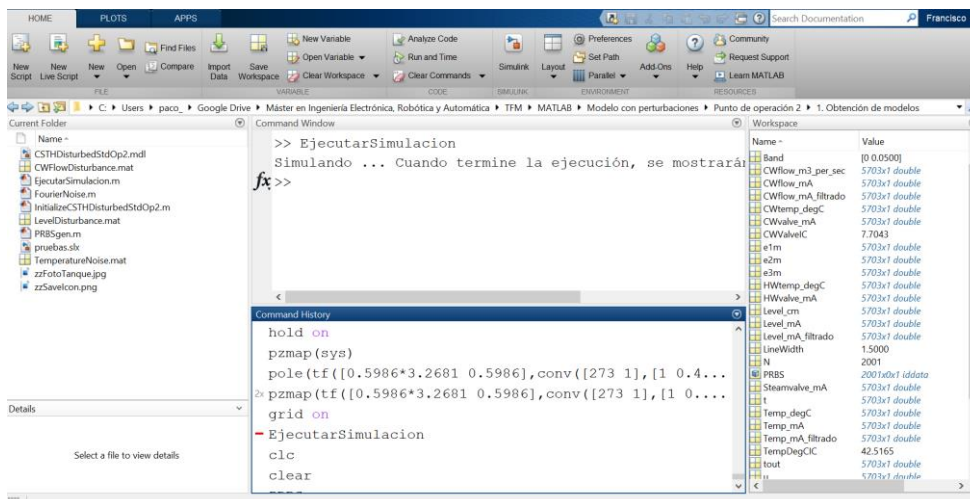 HOME PLOTS APPS Search Documentation Francisco
New Script New Live Script New Open Find Files Compare Import Data Save Workspace New Variable Open Variable Clear Workspace Analyze Code Run and Time Clear Commands Simulink Layout Preferences Set Path Parallel Add-Ons Help Community Request Support Learn MATLAB
FILE VARIABLE CODE SIMULINK ENVIRONMENT RESOURCES
C: Users paco_ Google Drive Máster en Ingeniería Electrónica, Robótica y Automática TFM MATLAB Modelo con perturbaciones Punto de operación 2 1. Obtención de modelos
Current Folder
Name
CSTHDisturbedStdOp2.mdl
CWFlowDisturbance.mat
EjecutarSimulacion.m
FourierNoise.m
InitializeCSTHDisturbedStdOp2.m
LevelDisturbance.mat
PRBSgen.m
pruebas.slx
TemperatureNoise.mat
zzFotoTanque.jpg
zzSaveIcon.png
Details
Select a file to view details
Command Window
>> EjecutarSimulacion
Simulando ... Cuando termine la ejecución, se mostrará
fx >>
Command History
hold on
pzmap(sys)
pole(tf([0.5986*3.2681 0.5986],conv([273 1],[1 0.4...
2x pzmap(tf([0.5986*3.2681 0.5986],conv([273 1],[1 0....
grid on
EjecutarSimulacion
clc
clear
Workspace
Name Value
Band [0 0.0500]
CWflow_m3_per_sec 5703x1 double
CWflow_mA 5703x1 double
CWflow_mA_filtrado 5703x1 double
CWtemp_degC 5703x1 double
CWvalve_mA 5703x1 double
CWValveIC 7.7043
e1m 5703x1 double
e2m 5703x1 double
e3m 5703x1 double
HWtemp_degC 5703x1 double
HWvalve_mA 5703x1 double
Level_cm 5703x1 double
Level_mA 5703x1 double
Level_mA_filtrado 5703x1 double
LineWidth 1.5000
N 2001
PRBS 2001x0x1 iddata
Steamvalve_mA 5703x1 double
t 5703x1 double
Temp_degC 5703x1 double
Temp_mA 5703x1 double
Temp_mA_filtrado 5703x1 double
TempDegCIC 42.5165
tout 5703x1 double
5703x1 double